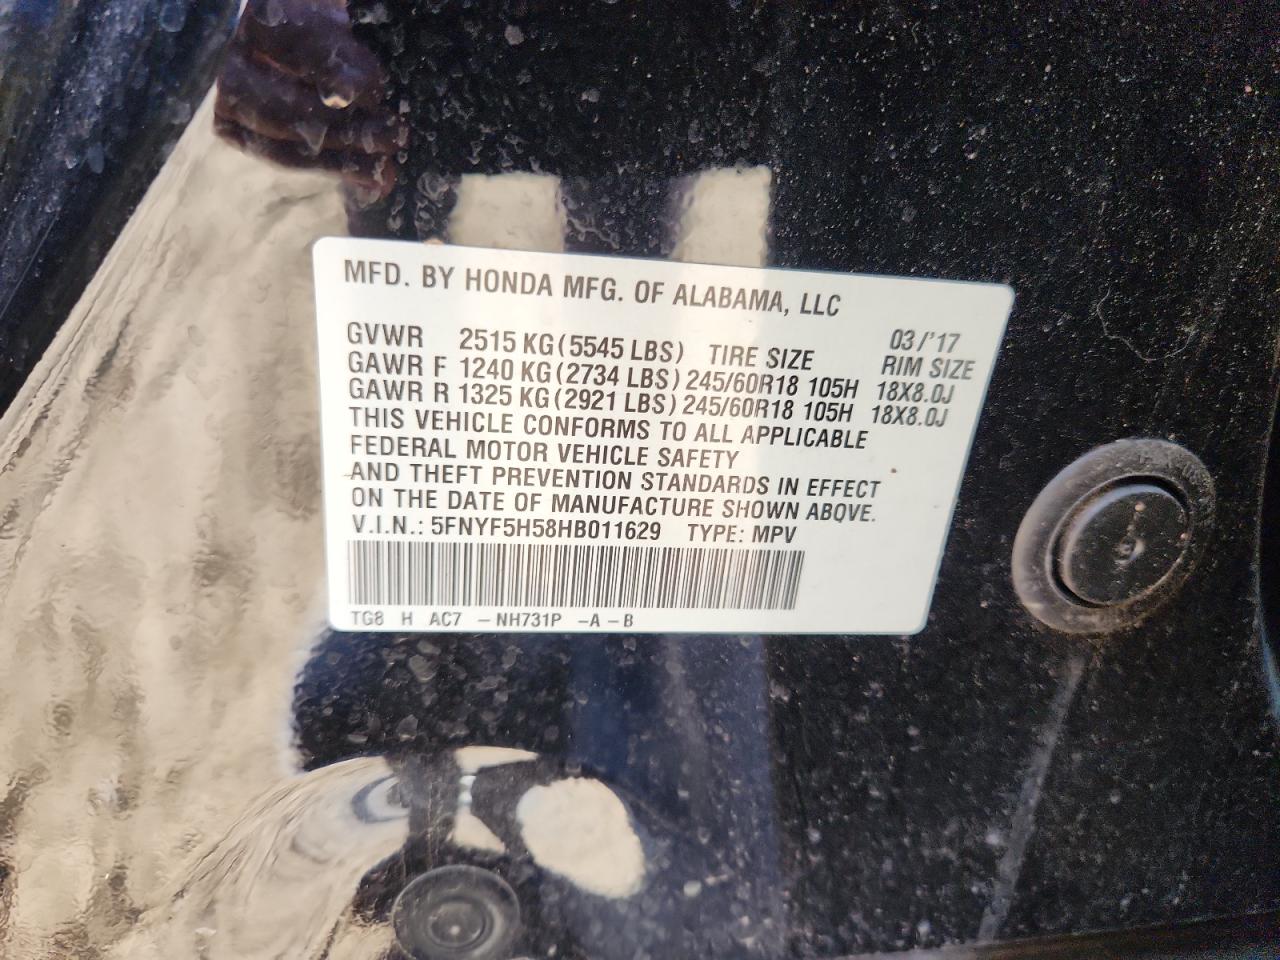 MFD. BY HONDA MFG. OF ALABAMA, LLC
03/'17
GVWR 2515 KG (5545 LBS) TIRE SIZE RIM SIZE
GAWR F 1240 KG (2734 LBS) 245/60R18 105H 18X8.0J
GAWR R 1325 KG (2921 LBS) 245/60R18 105H 18X8.0J
THIS VEHICLE CONFORMS TO ALL APPLICABLE
FEDERAL MOTOR VEHICLE SAFETY
AND THEFT PREVENTION STANDARDS IN EFFECT
ON THE DATE OF MANUFACTURE SHOWN ABOVE.
V.I.N.: 5FNYF5H58HB011629 TYPE: MPV
TG8 H AC7 – NH731P –A – B